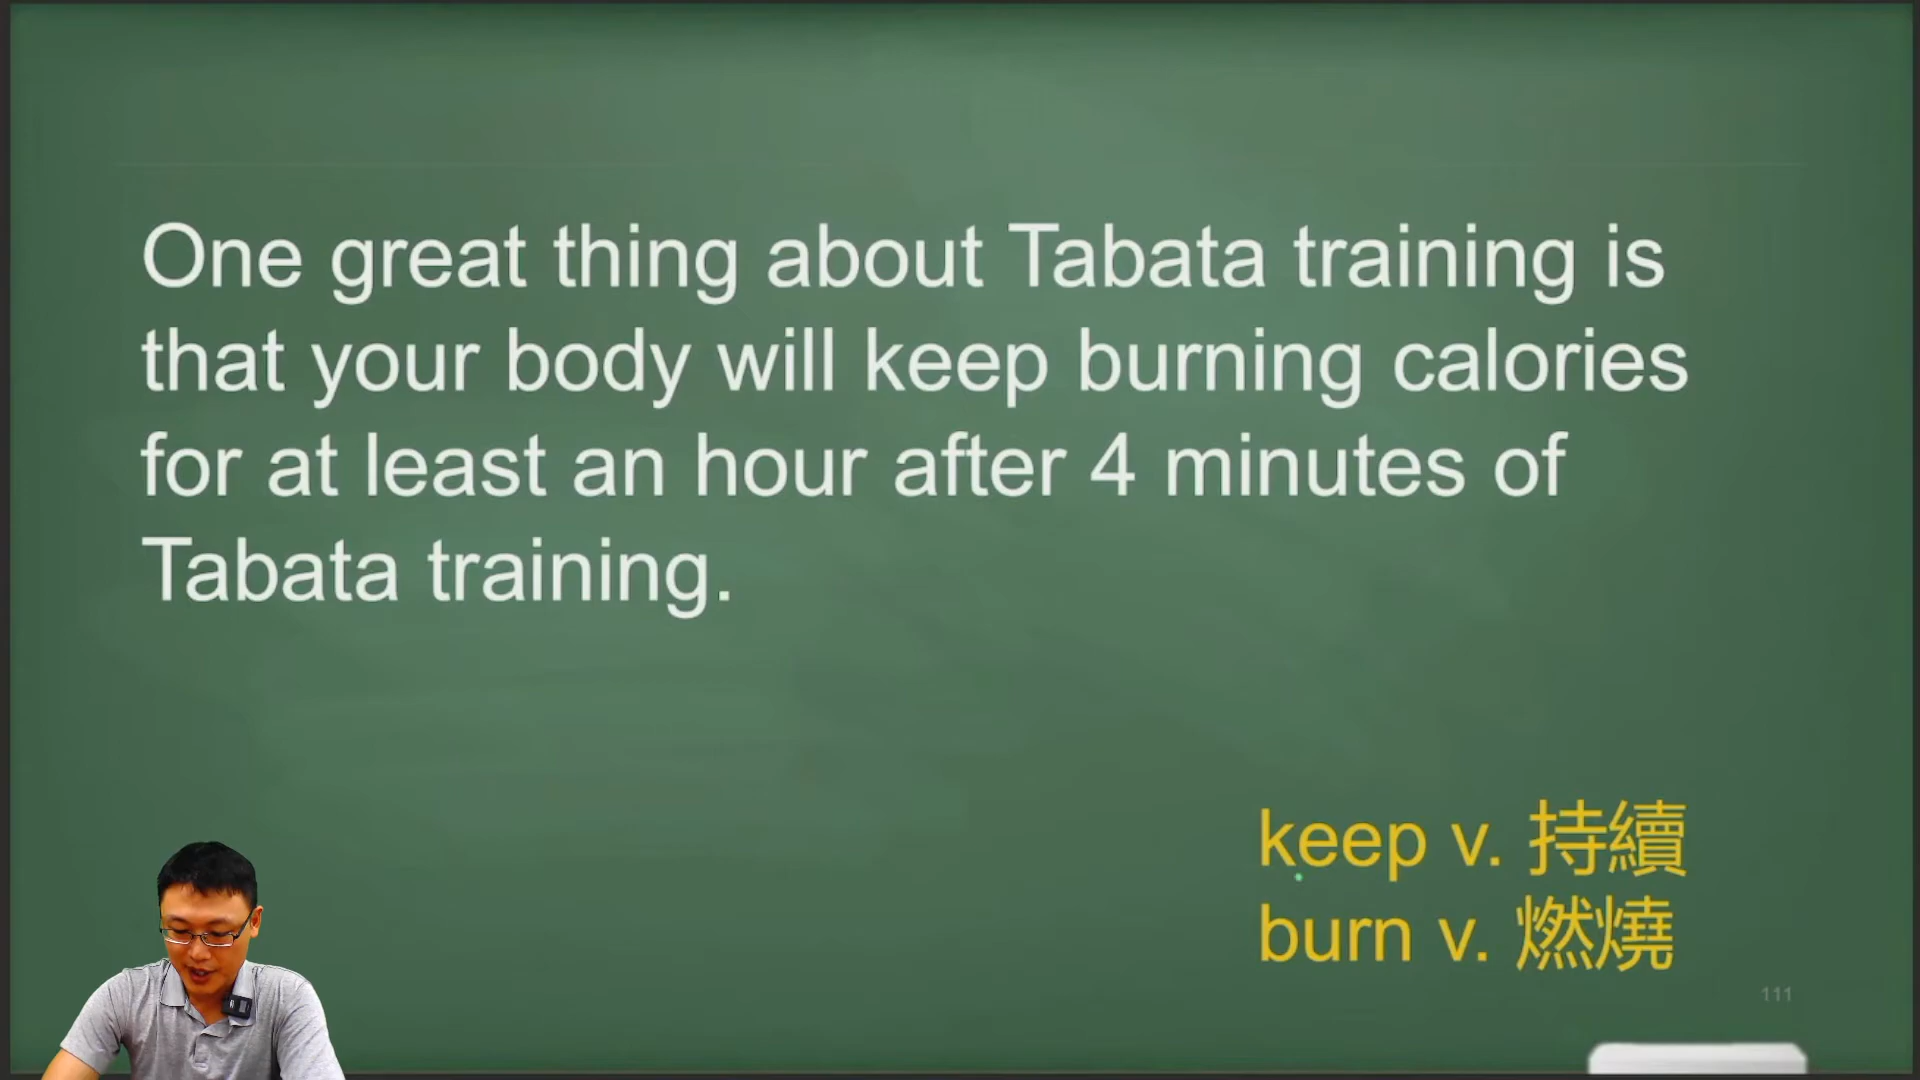 One great thing about Tabata training is
that your body will keep burning calories
for at least an hour after 4 minutes of
Tabata training.
keep v. 持續
burn v. 燃燒
111